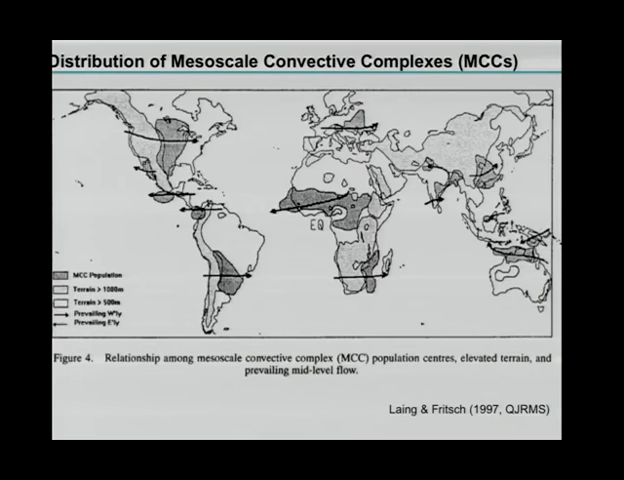 Distribution of Mesoscale Convective Complexes (MCCs)
EQ
MCC Population
Terrain > 1000m
Terrain > 500m
Prevailing W'ly
Prevailing E'ly
Figure 4. Relationship among mesoscale convective complex (MCC) population centres, elevated terrain, and
prevailing mid-level flow.
Laing & Fritsch (1997, QJRMS)